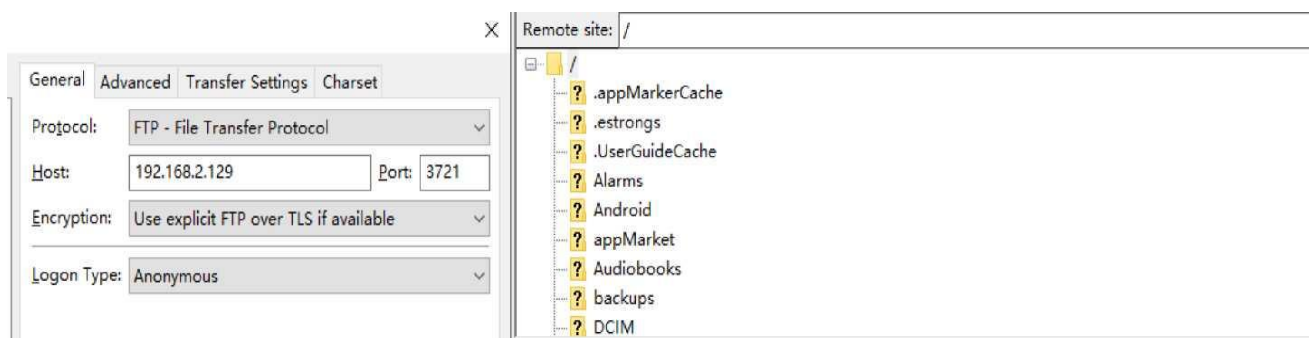 General Advanced Transfer Settings Charset
Protocol: FTP - File Transfer Protocol
Host: 192.168.2.129 Port: 3721
Encryption: Use explicit FTP over TLS if available
Logon Type: Anonymous
Remote site: /
/
? .appMarkerCache
? .estrongs
? .UserGuideCache
? Alarms
? Android
? appMarket
? Audiobooks
? backups
? DCIM